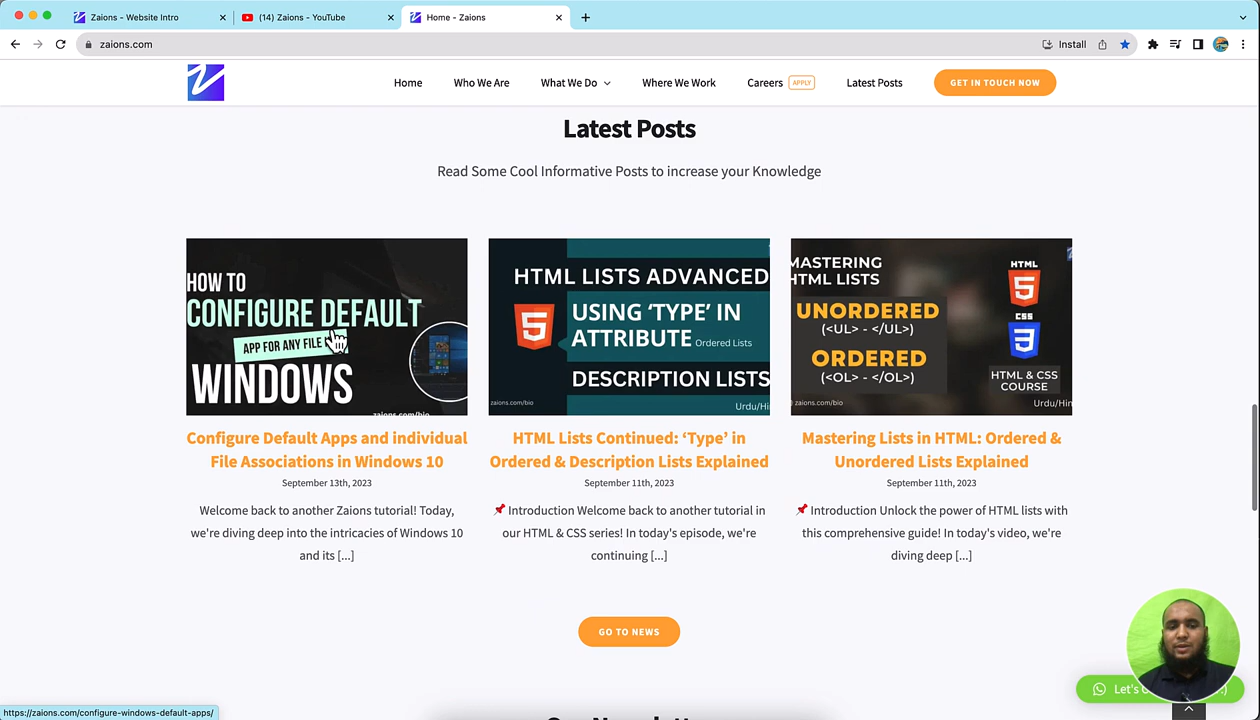 Zaions - Website Intro
(14) Zaions - YouTube
Home - Zaions
zaions.com
Install
Home
Who We Are
What We Do
Where We Work
Careers
APPLY
Latest Posts
GET IN TOUCH NOW
Latest Posts
Read Some Cool Informative Posts to increase your Knowledge
HOW TO
CONFIGURE DEFAULT
APP FOR ANY FILE
WINDOWS
zaions.com/bio
HTML LISTS ADVANCED
USING ‘TYPE’ IN
ATTRIBUTE Ordered Lists
DESCRIPTION LISTS
zaions.com/bio
Urdu/Hi
MASTERING
HTML LISTS
UNORDERED
(<UL> - </UL>)
ORDERED
(<OL> - </OL>)
HTML
5
CSS
3
HTML & CSS
COURSE
zaions.com/bio
Urdu/Hin
Configure Default Apps and individual
File Associations in Windows 10
September 13th, 2023
Welcome back to another Zaions tutorial! Today,
we're diving deep into the intricacies of Windows 10
and its [...]
HTML Lists Continued: ‘Type’ in
Ordered & Description Lists Explained
September 11th, 2023
📌 Introduction Welcome back to another tutorial in
our HTML & CSS series! In today's episode, we're
continuing [...]
Mastering Lists in HTML: Ordered &
Unordered Lists Explained
September 11th, 2023
📌 Introduction Unlock the power of HTML lists with
this comprehensive guide! In today's video, we're
diving deep [...]
GO TO NEWS
Let's
https://zaions.com/configure-windows-default-apps/